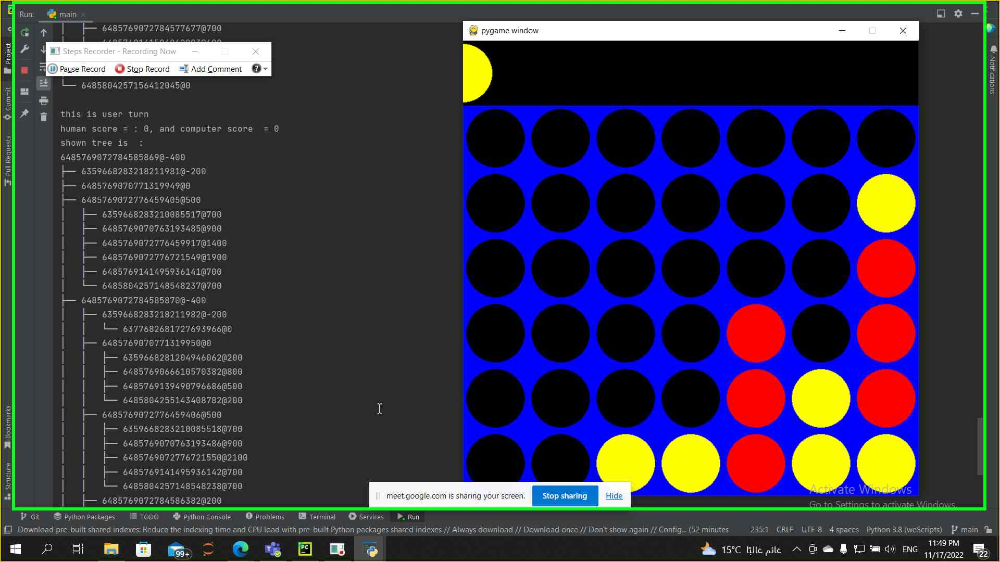 Run: main
6485769072784577677@700
Steps Recorder - Recording Now
Pause Record Stop Record Add Comment
6485804257156412045@0
this is user turn
human score = : 0, and computer score  = 0
shown tree is  :
6485769072784585869@-400
├── 6359668283218211981@-200
├── 6485769070771319949@0
├── 6485769072776459405@500
│   ├── 6359668283210085517@700
│   ├── 6485769070763193485@900
│   ├── 6485769072776459917@1400
│   ├── 6485769072776721549@1900
│   ├── 6485769141495936141@700
│   └── 6485804257148548237@700
├── 6485769072784585870@-400
│   ├── 6359668283218211982@-200
│   │   └── 6377682681727693966@0
│   ├── 6485769070771319950@0
│   │   ├── 6359668281204946062@200
│   │   ├── 6485769066610570382@800
│   │   ├── 6485769139490796686@500
│   │   └── 6485804255143408782@200
│   ├── 6485769072776459406@500
│   │   ├── 6359668283210085518@700
│   │   ├── 6485769070763193486@900
│   │   ├── 6485769072776721550@2100
│   │   ├── 6485769141495936142@700
│   │   └── 6485804257148548238@700
│   ├── 6485769072784586382@200
pygame window
Project
Commit
Pull Requests
Bookmarks
Structure
Notifications
meet.google.com is sharing your screen. Stop sharing Hide
Activate Windows
Go to Settings to activate Windows.
Git Python Packages TODO Python Console Problems Terminal Services Run
Download pre-built shared indexes: Reduce the indexing time and CPU load with pre-built Python packages shared indexes // Always download // Download once // Don't show again // Config... (52 minutes 235:1 CRLF UTF-8 4 spaces Python 3.8 (weScripts) main
99+ PC 15°C غائم غالبًا ENG 11:49 PM
11/17/2022 22